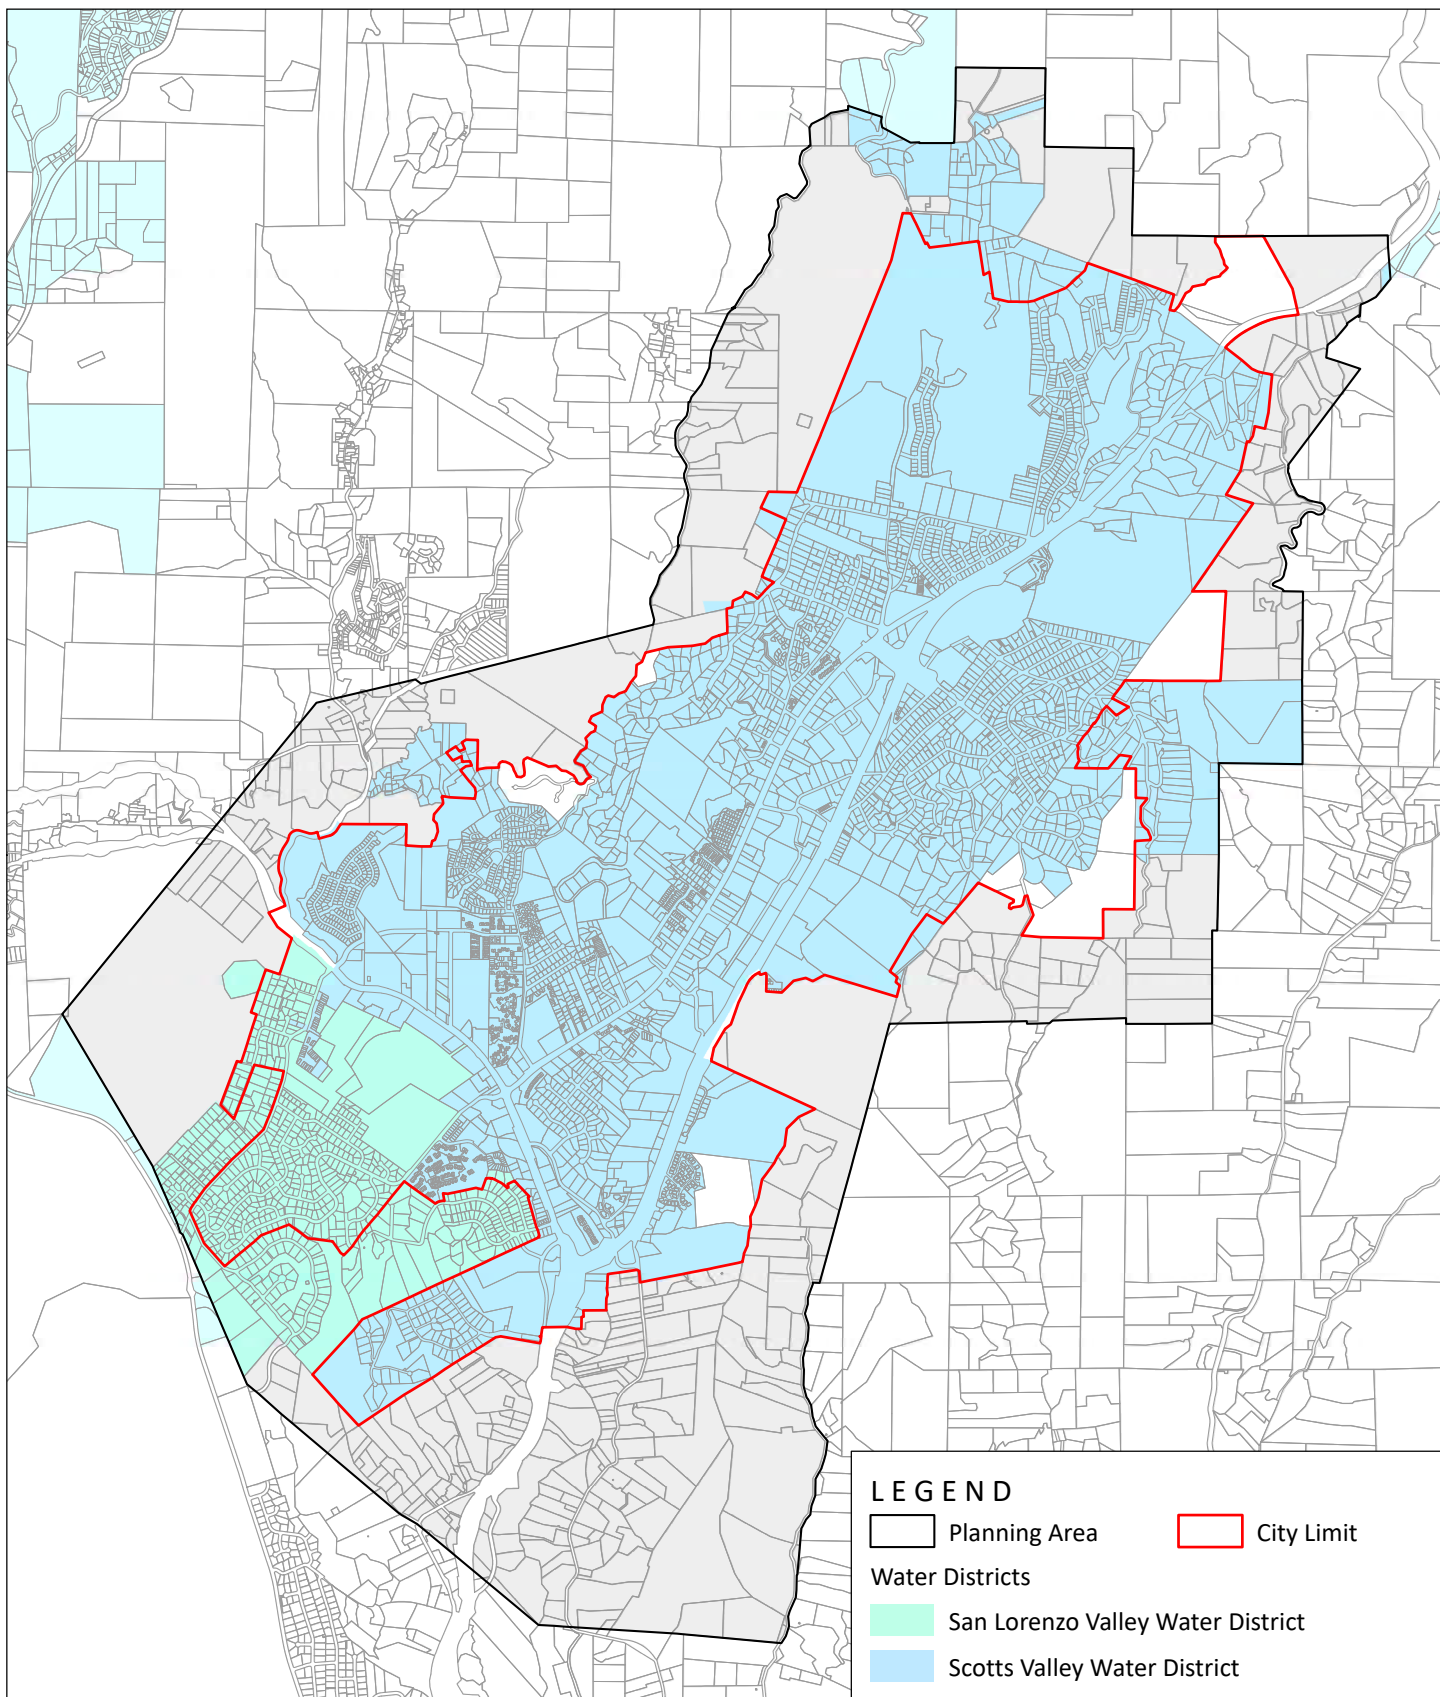 LEGEND
Planning Area
City Limit
Water Districts
San Lorenzo Valley Water District
Scotts Valley Water District